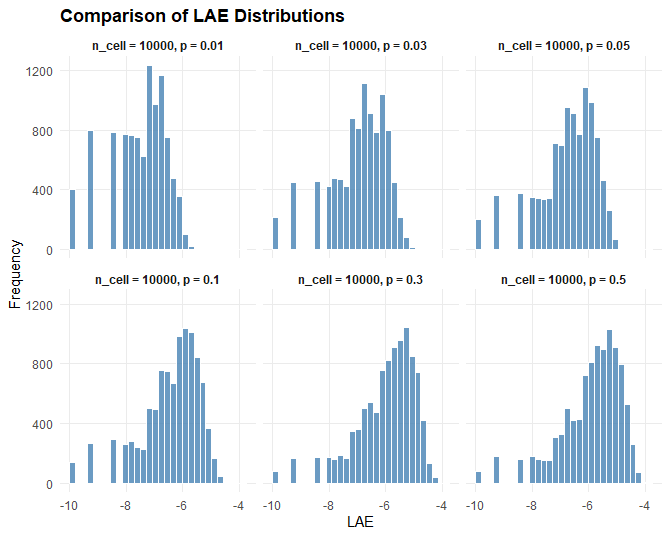 Comparison of LAE Distributions
n_cell = 10000, p = 0.01
n_cell = 10000, p = 0.03
n_cell = 10000, p = 0.05
1200
800
400
0
Frequency
n_cell = 10000, p = 0.1
n_cell = 10000, p = 0.3
n_cell = 10000, p = 0.5
1200
800
400
0
-10 -8 -6 -4 -10 -8 -6 -4 -10 -8 -6 -4
LAE